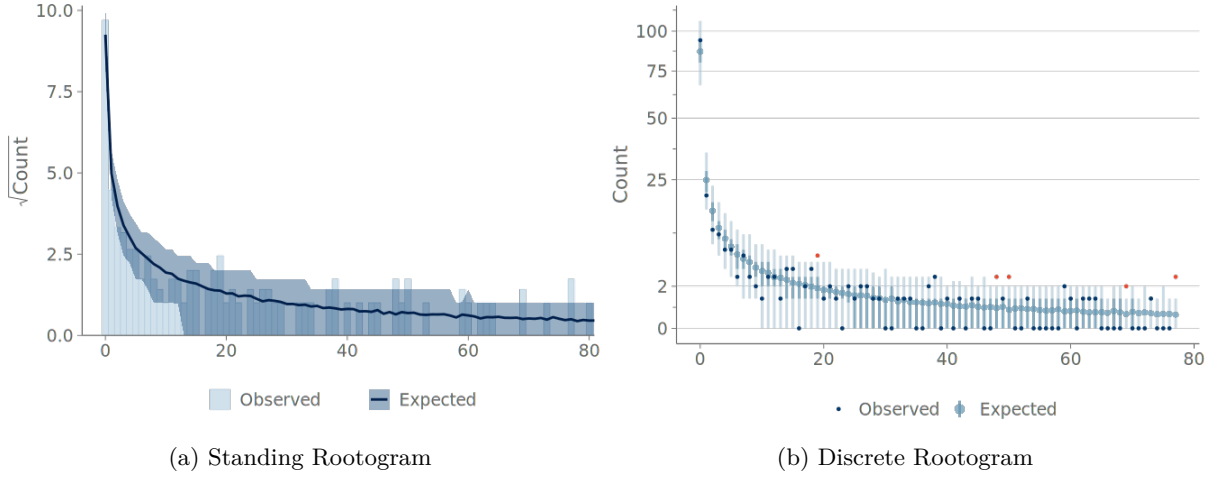 10.0
7.5
5.0
2.5
0.0
√Count
0 20 40 60 80
Observed Expected
(a) Standing Rootogram
100
75
50
25
2
0
Count
0 20 40 60 80
Observed Expected
(b) Discrete Rootogram